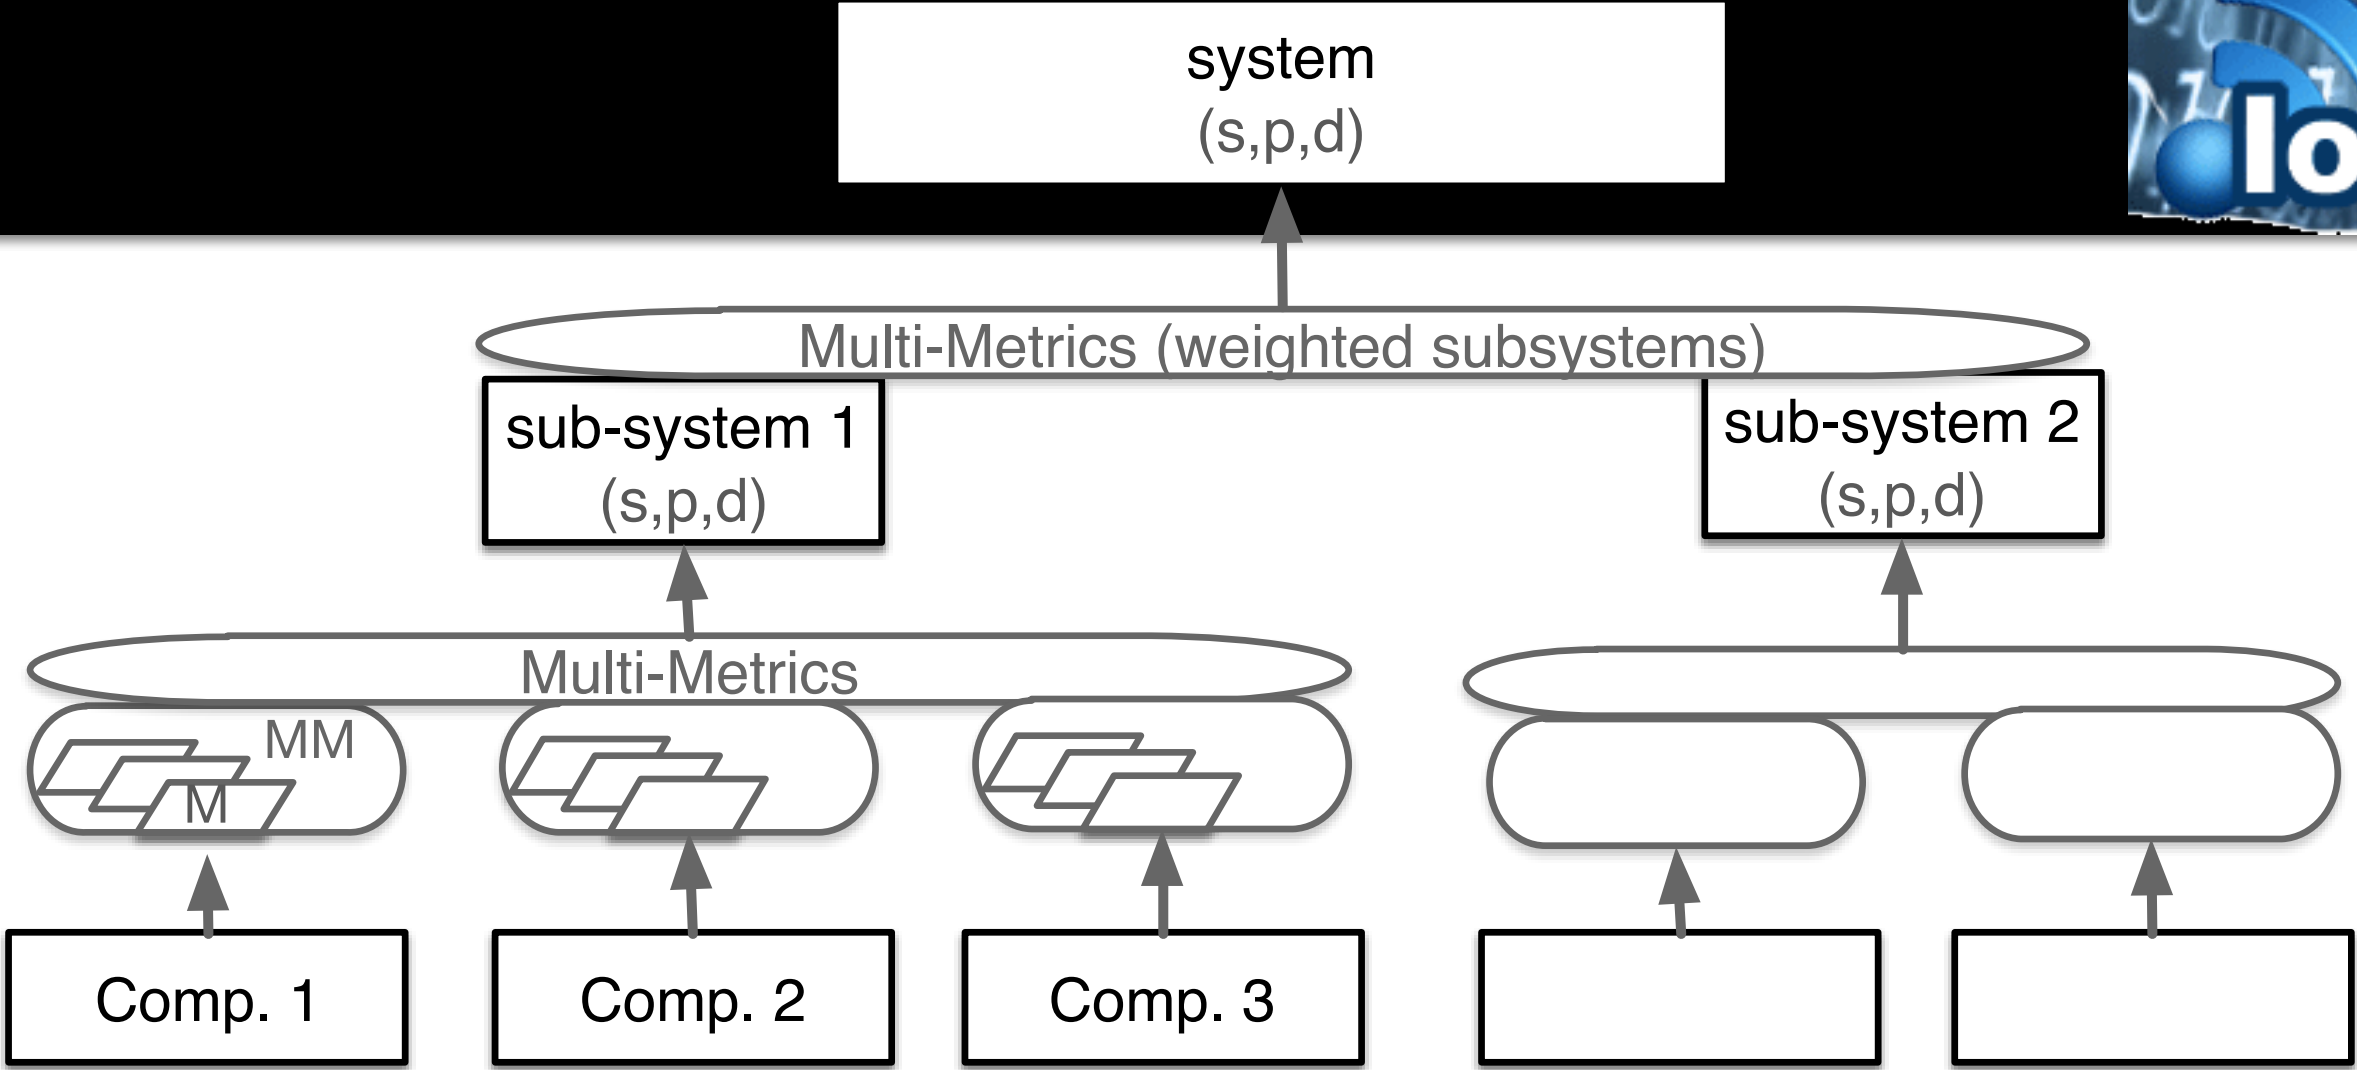 system
(s,p,d)
Multi-Metrics (weighted subsystems)
sub-system 1
(s,p,d)
sub-system 2
(s,p,d)
Multi-Metrics
MM
M
Comp. 1
Comp. 2
Comp. 3